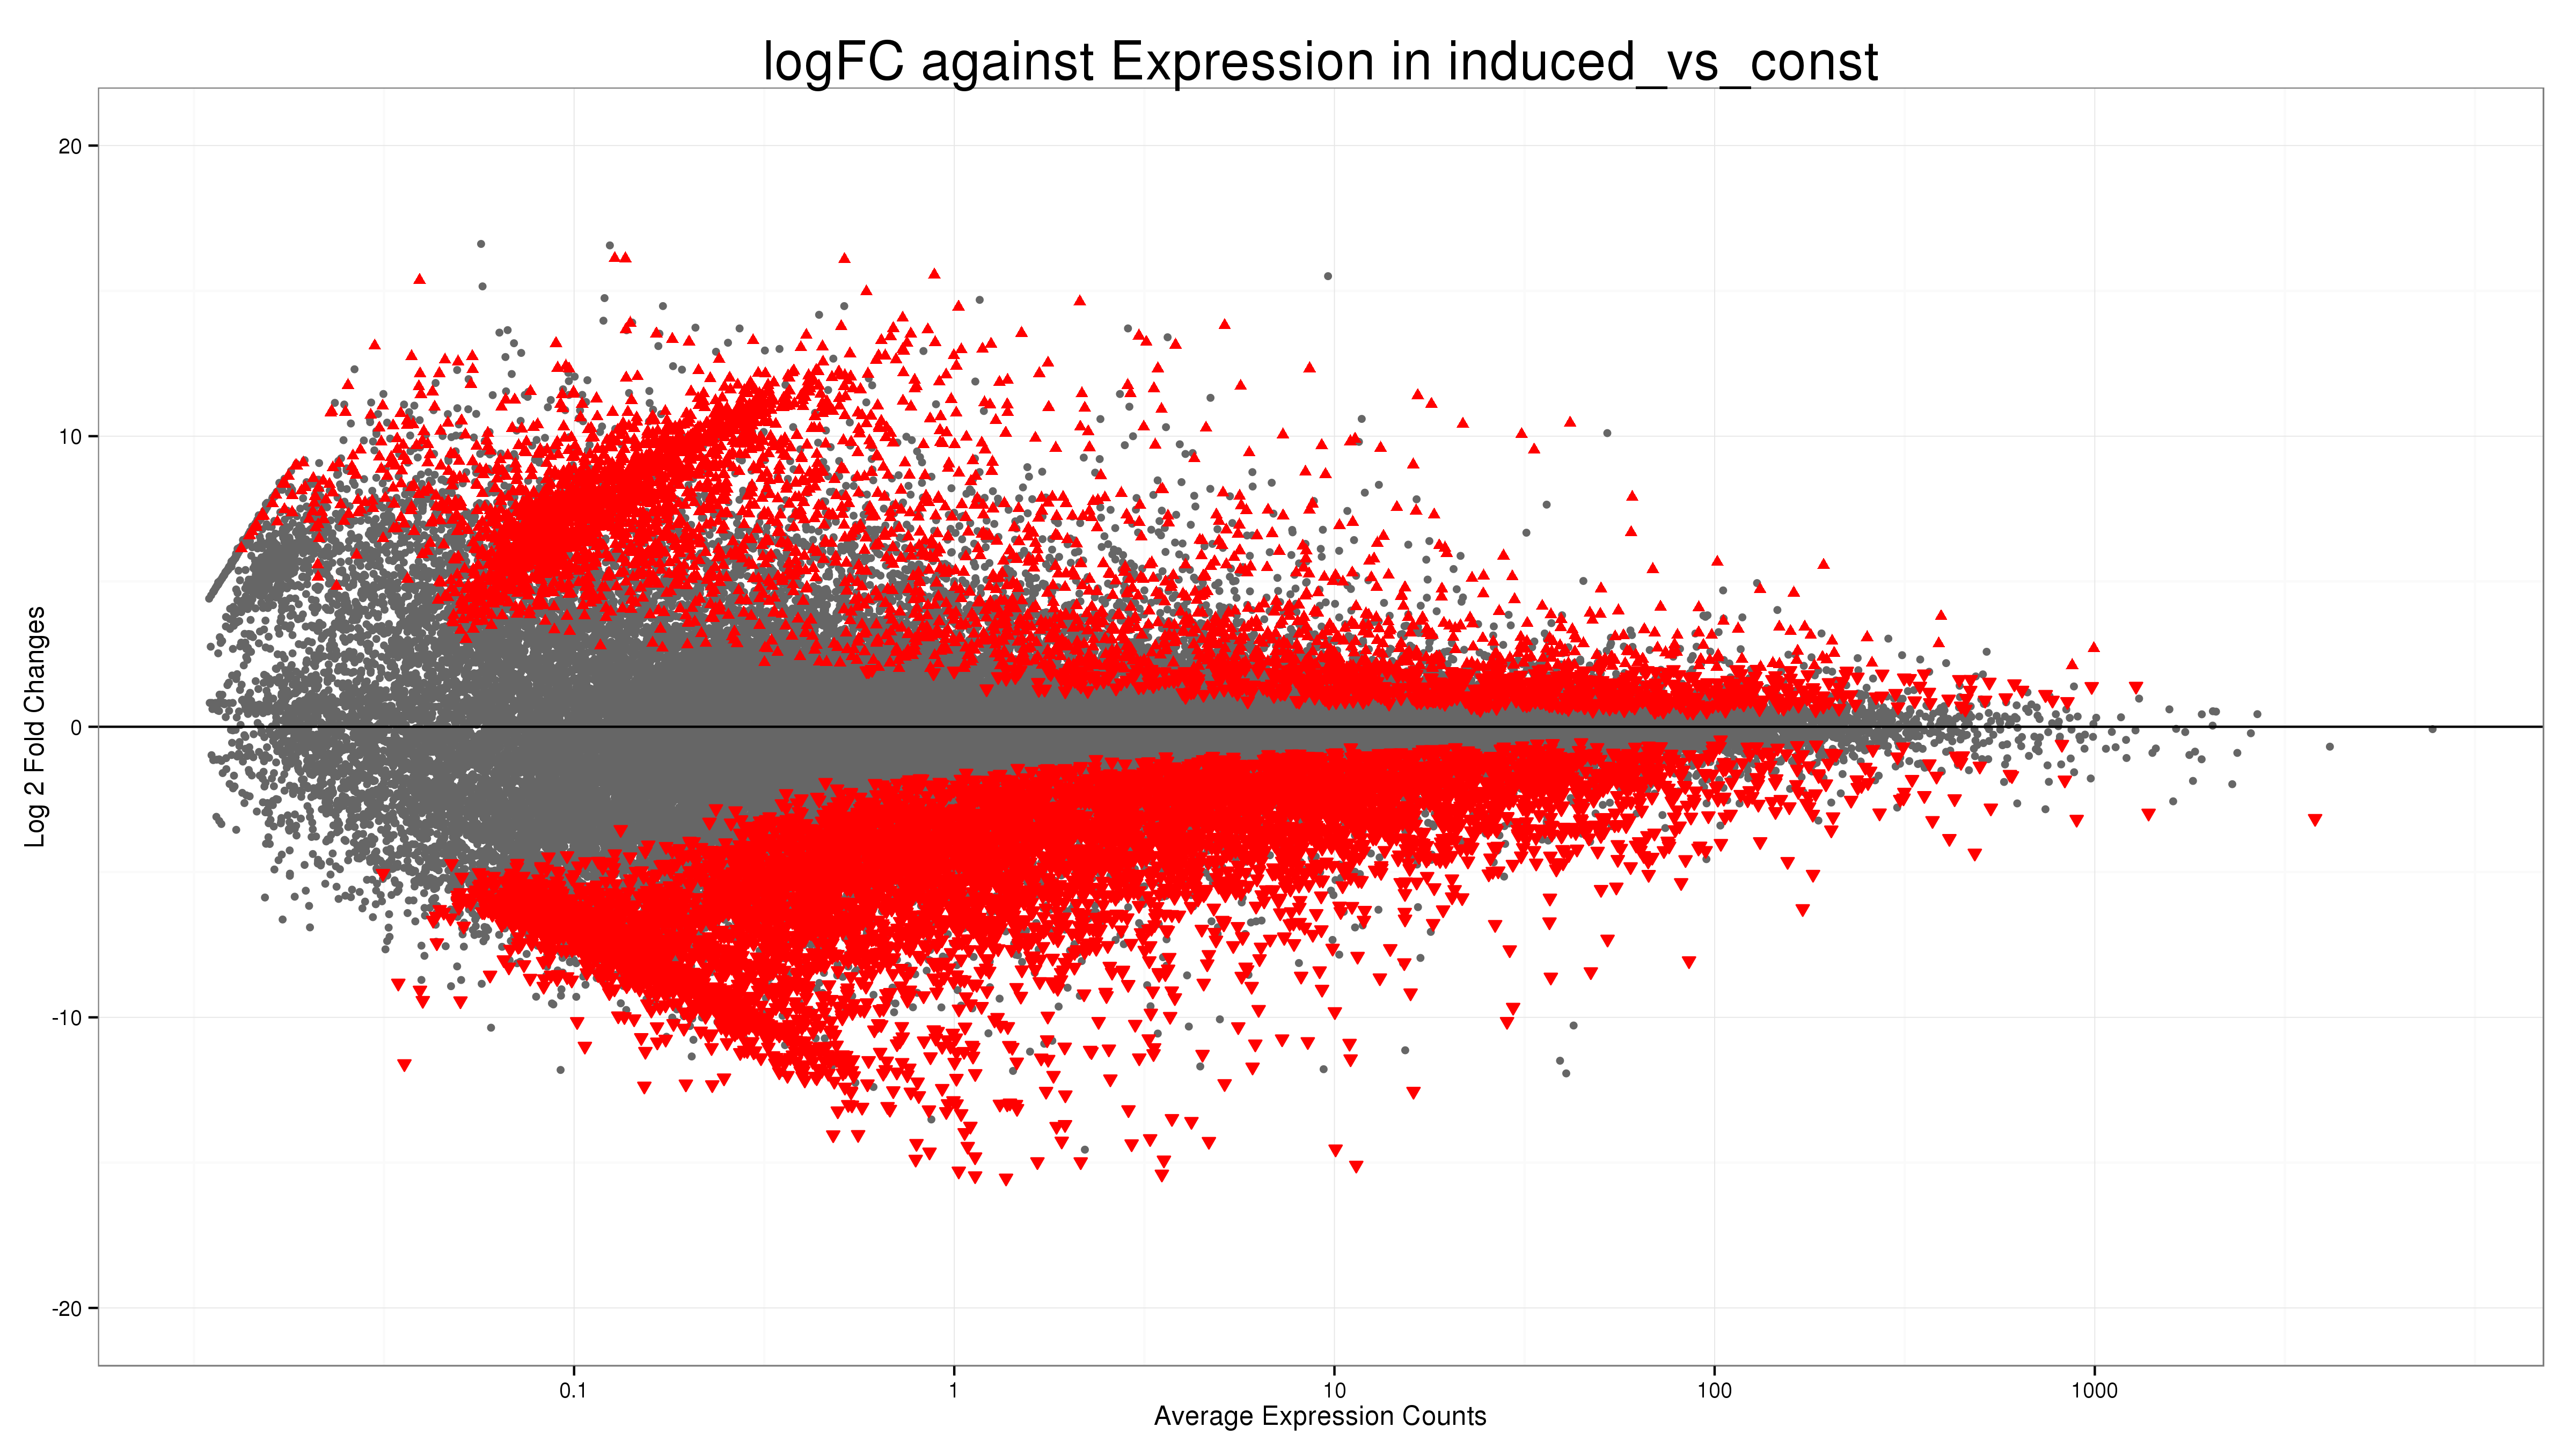 logFC against Expression in induced_vs_const
20
10
0
-10
-20
Log 2 Fold Changes
0.1 1 10 100 1000
Average Expression Counts